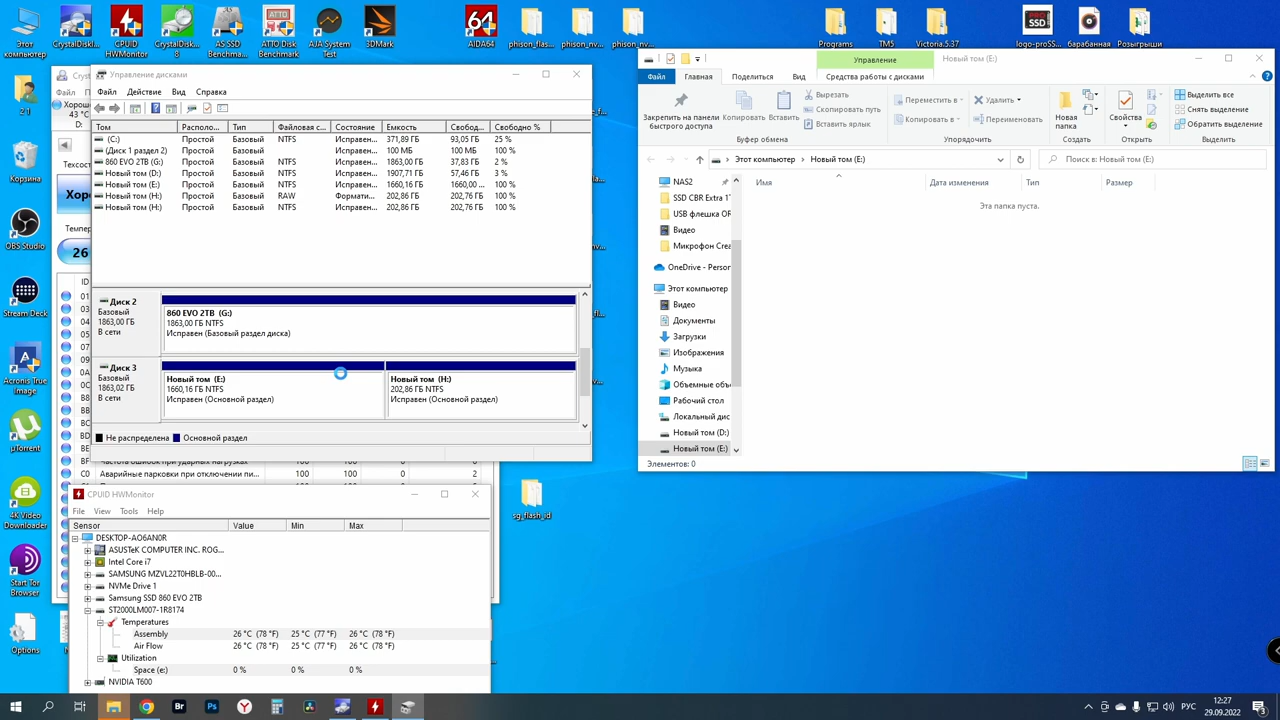 Этот компьютер
CrystalDiskI...
CPUID HWMonitor
CrystalDiskI... 8
AS SSD Benchma...
ATTO Disk Benchma...
AJA System Test
3DMark
64
AIDA64
phison_flas...
phison_nv...
phison_nv...
Programs
TM5
Victoria.5.37
PRO SSD
logo-proSS...
барабанная
Розыгрыши
OBS Studio
Stream Deck
Acronis True Image
µTorrent
4K Video Downloader
Start Tor Browser
Options
sg_flash_id
Хорошо
43 °C
D:
Техсост
Темпера
26
ID
Управление дисками
Файл Действие Вид Справка
Том Располо... Тип Файловая с... Состояние Емкость Свобод... Свободно %
(C:) Простой Базовый NTFS Исправен... 371,89 ГБ 93,05 ГБ 25 %
(Диск 1 раздел 2) Простой Базовый Исправен... 100 МБ 100 МБ 100 %
860 EVO 2TB (G:) Простой Базовый NTFS Исправен... 1863,00 ГБ 37,83 ГБ 2 %
Новый том (D:) Простой Базовый NTFS Исправен... 1907,71 ГБ 57,46 ГБ 3 %
Новый том (E:) Простой Базовый NTFS Исправен... 1660,16 ГБ 1660,00 ... 100 %
Новый том (H:) Простой Базовый RAW Формати... 202,86 ГБ 202,76 ГБ 100 %
Новый том (H:) Простой Базовый NTFS Исправен... 202,86 ГБ 202,76 ГБ 100 %
Диск 2
Базовый
1863,00 ГБ
В сети
860 EVO 2TB (G:)
1863,00 ГБ NTFS
Исправен (Базовый раздел диска)
Диск 3
Базовый
1863,02 ГБ
В сети
Новый том (E:)
1660,16 ГБ NTFS
Исправен (Основной раздел)
Новый том (H:)
202,86 ГБ NTFS
Исправен (Основной раздел)
Не распределена Основной раздел
Частота ошибок при ударных нагрузках 100 100 0 0
C0 Аварийные парковки при отключении пи... 100 100 0 2
CPUID HWMonitor
File View Tools Help
Sensor Value Min Max
DESKTOP-AO6AN0R
ASUSTeK COMPUTER INC. ROG...
Intel Core i7
SAMSUNG MZVL22T0HBLB-00...
NVMe Drive 1
Samsung SSD 860 EVO 2TB
ST2000LM007-1R8174
Temperatures
Assembly 26 °C (78 °F) 25 °C (77 °F) 26 °C (78 °F)
Air Flow 26 °C (78 °F) 25 °C (77 °F) 26 °C (78 °F)
Utilization
Space (e:) 0 % 0 % 0 %
NVIDIA T600
Управление
Новый том (E:)
Файл Главная Поделиться Вид Средства работы с дисками
Закрепить на панели быстрого доступа
Копировать
Вставить
Вырезать
Скопировать путь
Вставить ярлык
Буфер обмена
Переместить в
Копировать в
Удалить
Переименовать
Упорядочить
Новая папка
Создать
Свойства
Открыть
Выделить все
Снять выделение
Обратить выделение
Выделить
Этот компьютер
Новый том (E:)
Поиск в: Новый том (E:)
Имя Дата изменения Тип Размер
Эта папка пуста.
NAS2
SSD CBR Extra 1T
USB флешка OR
Видео
Микрофон Crea
OneDrive - Person
Этот компьютер
Видео
Документы
Загрузки
Изображения
Музыка
Объемные объ
Рабочий стол
Локальный дис
Новый том (D:)
Новый том (E:)
Элементов: 0
Br
Ps
РУС
12:27
29.09.2022